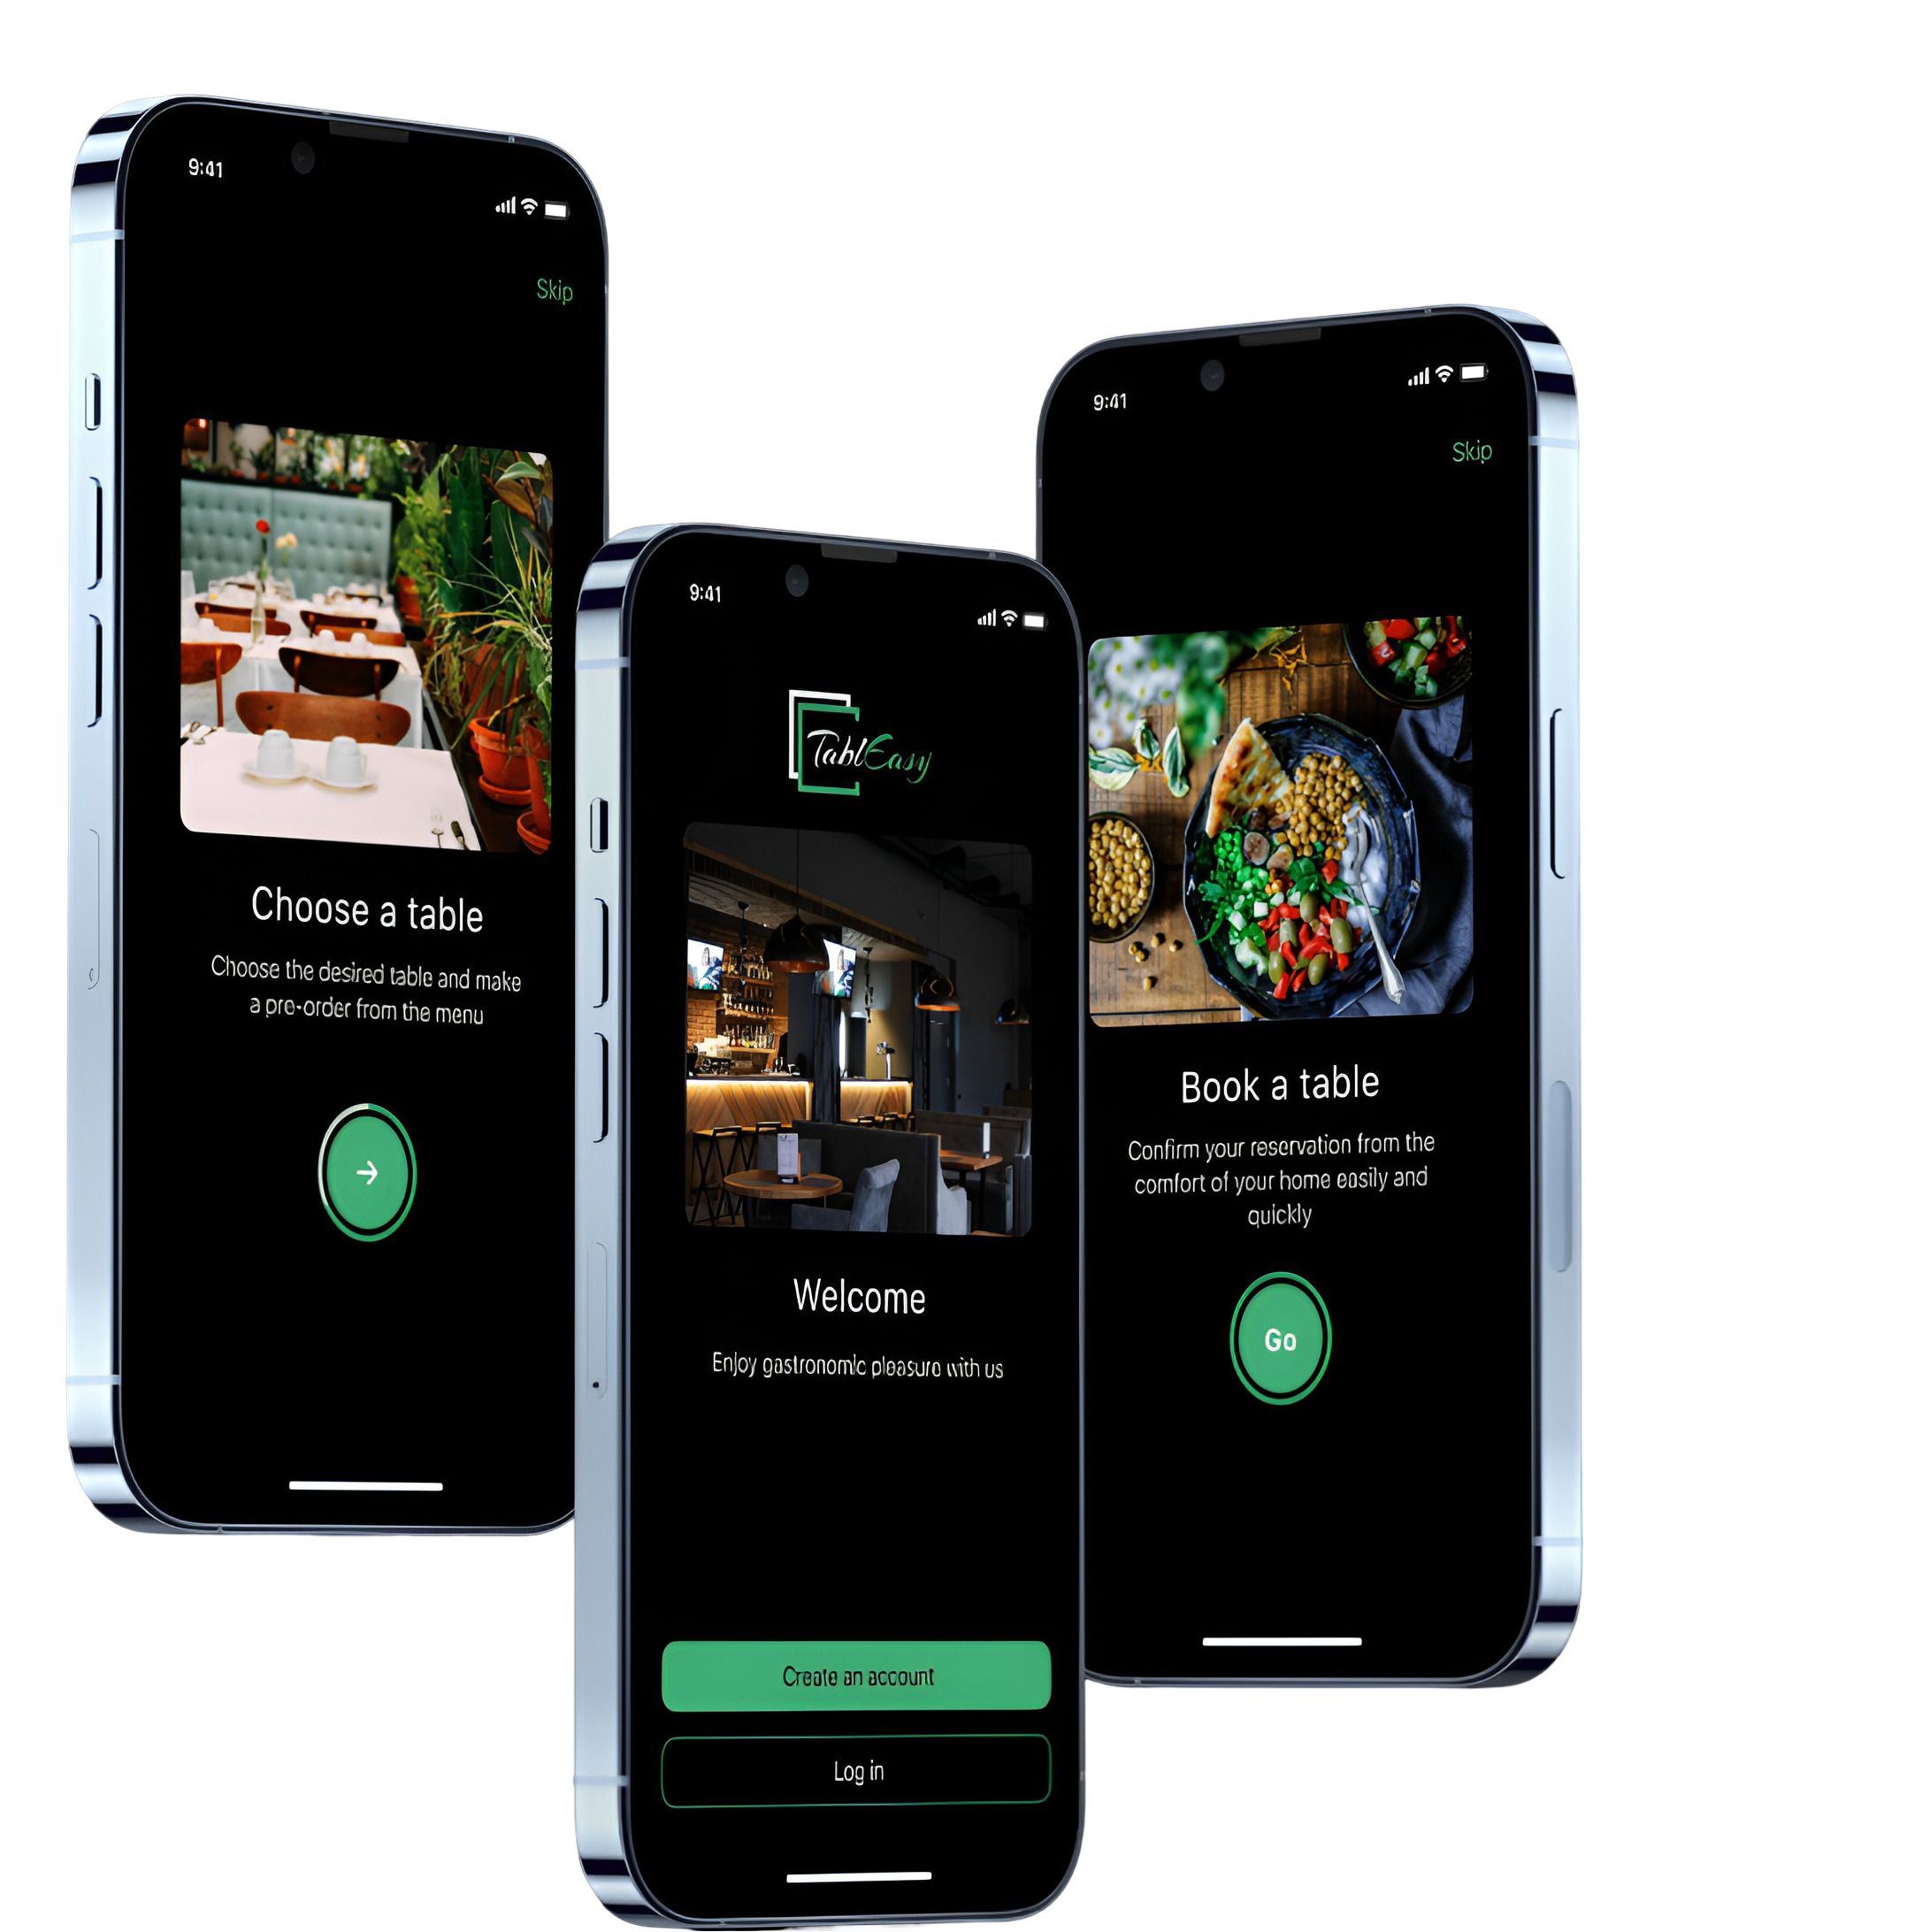 9:41
Skip
Choose a table
Choose the desired table and make
a pre-order from the menu
9:41
TablEasy
Welcome
Enjoy gastronomic pleasure with us
Create an account
Log in
9:41
Skip
Book a table
Confirm your reservation from the
comfort of your home easily and
quickly
Go